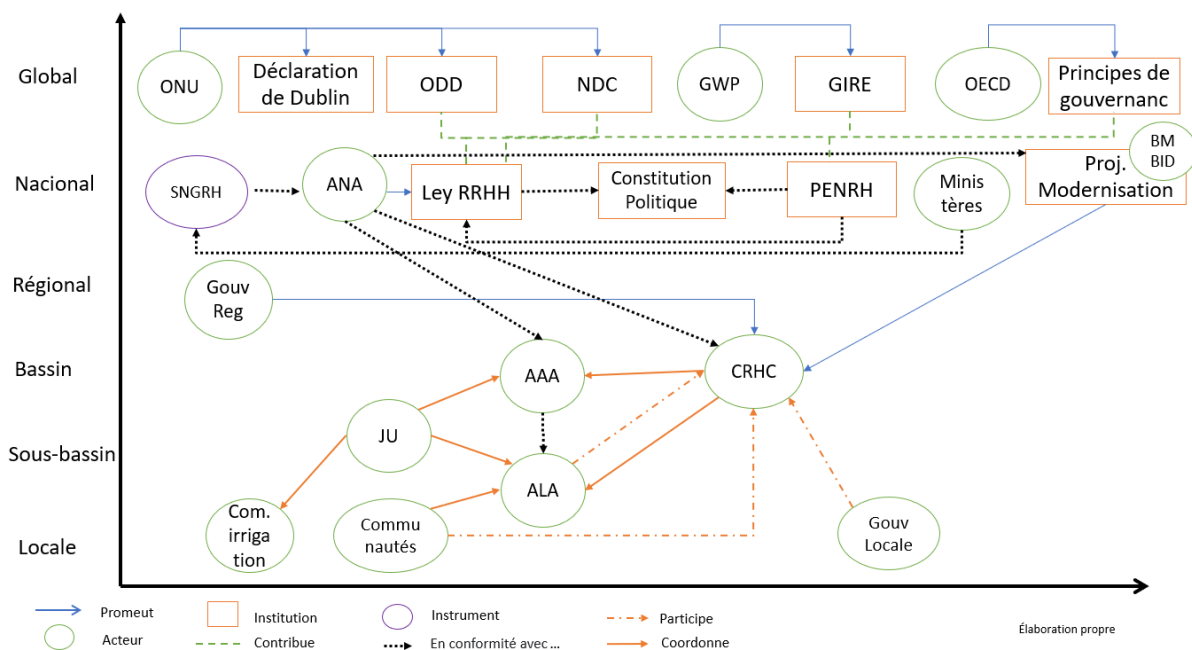 Global
ONU
Déclaration
de Dublin
ODD
NDC
GWP
GIRE
OECD
Principes de
gouvernanc
Nacional
SNGRH
ANA
Ley RRHH
Constitution
Politique
PENRH
Minis
tères
BM
BID
Proj.
Modernisation
Régional
Gouv
Reg
Bassin
AAA
CRHC
JU
Sous-bassin
ALA
Locale
Com.
irriga
tion
Commu
nautés
Gouv
Locale
Promeut
Institution
Instrument
Participe
Acteur
Contribue
En conformité avec ...
Coordonne
Élaboration propre